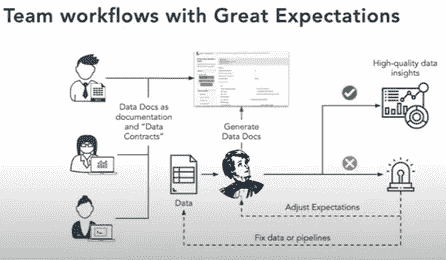 Team workflows with Great Expectations
High-quality data
insights
Data Docs as
documentation
and "Data
Contracts"
Generate
Data Docs
Data
Adjust Expectations
Fix data or pipelines